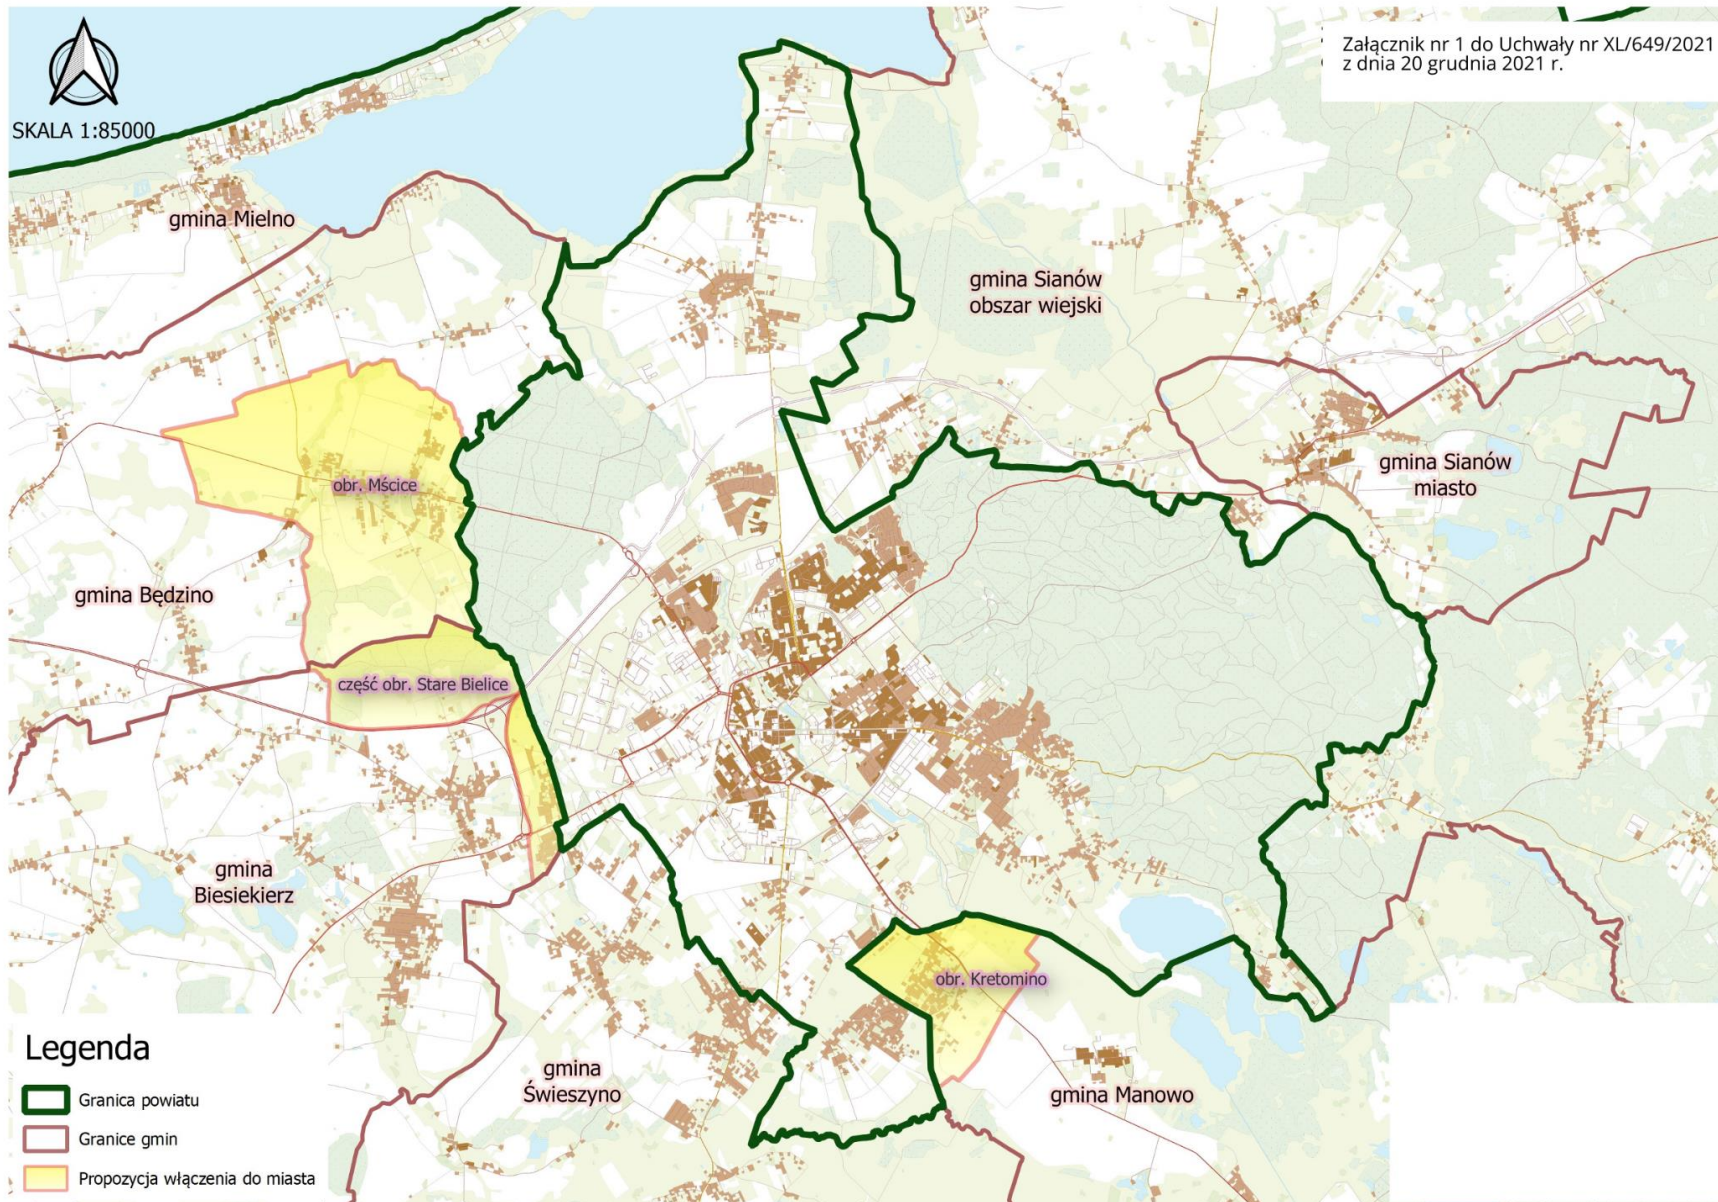 Załącznik nr 1 do Uchwały nr XL/649/2021
z dnia 20 grudnia 2021 r.
SKALA 1:85000
gmina Mielno
gmina Sianów
obszar wiejski
gmina Sianów
miasto
obr. Mścice
gmina Będzino
część obr. Stare Bielice
gmina
Biesiekierz
obr. Kretomino
gmina
Świeszyno
gmina Manowo
Legenda
Granica powiatu
Granice gmin
Propozycja włączenia do miasta